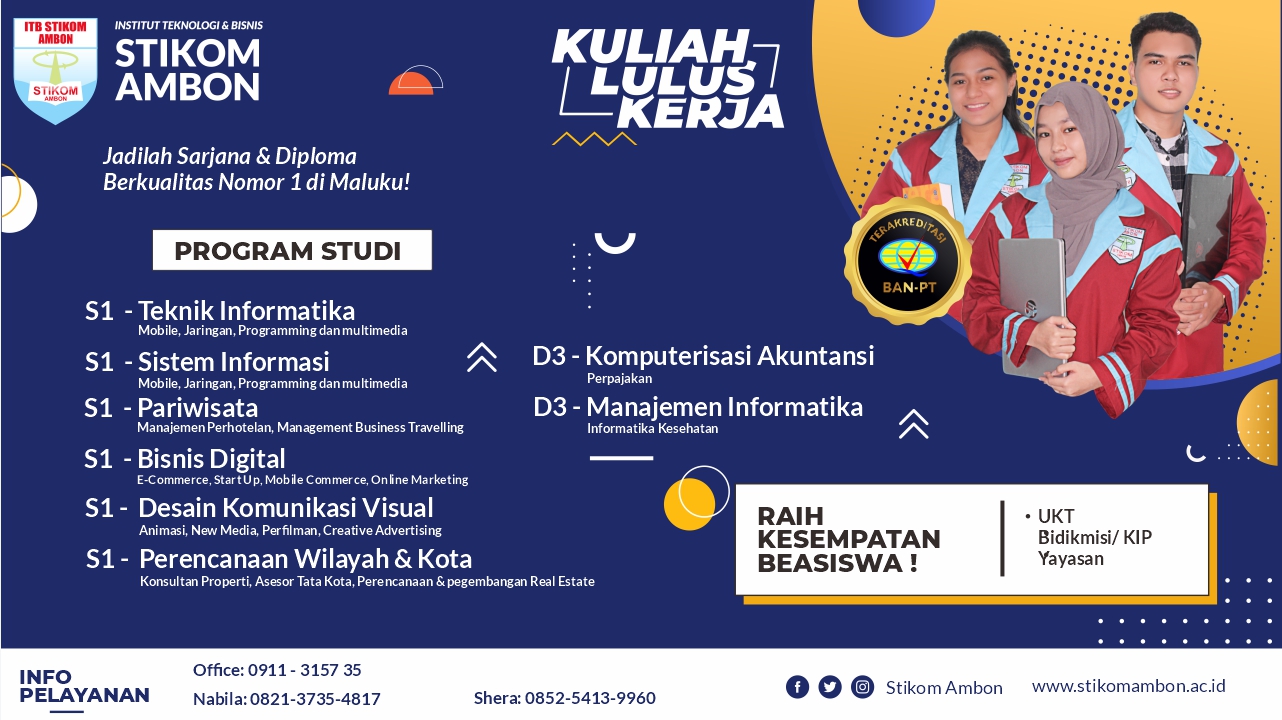 ITB STIKOM
AMBON
STIKOM
AMBON
INSTITUT TEKNOLOGI & BISNIS
STIKOM
AMBON
KULIAH
LULUS
KERJA
Jadilah Sarjana & Diploma
Berkualitas Nomor 1 di Maluku!
TERAKREDITASI
BAN-PT
PROGRAM STUDI
S1 - Teknik Informatika
Mobile, Jaringan, Programming dan multimedia
S1 - Sistem Informasi
Mobile, Jaringan, Programming dan multimedia
S1 - Pariwisata
Manajemen Perhotelan, Management Business Travelling
S1 - Bisnis Digital
E-Commerce, Start Up, Mobile Commerce, Online Marketing
S1 - Desain Komunikasi Visual
Animasi, New Media, Perfilman, Creative Advertising
S1 - Perencanaan Wilayah & Kota
Konsultan Properti, Asesor Tata Kota, Perencanaan & pegembangan Real Estate
D3 - Komputerisasi Akuntansi
Perpajakan
D3 - Manajemen Informatika
Informatika Kesehatan
RAIH
KESEMPATAN
BEASISWA !
• UKT
Bidikmisi/ KIP
Yayasan
INFO
PELAYANAN
Office: 0911 - 3157 35
Nabila: 0821-3735-4817
Shera: 0852-5413-9960
Stikom Ambon
www.stikomambon.ac.id